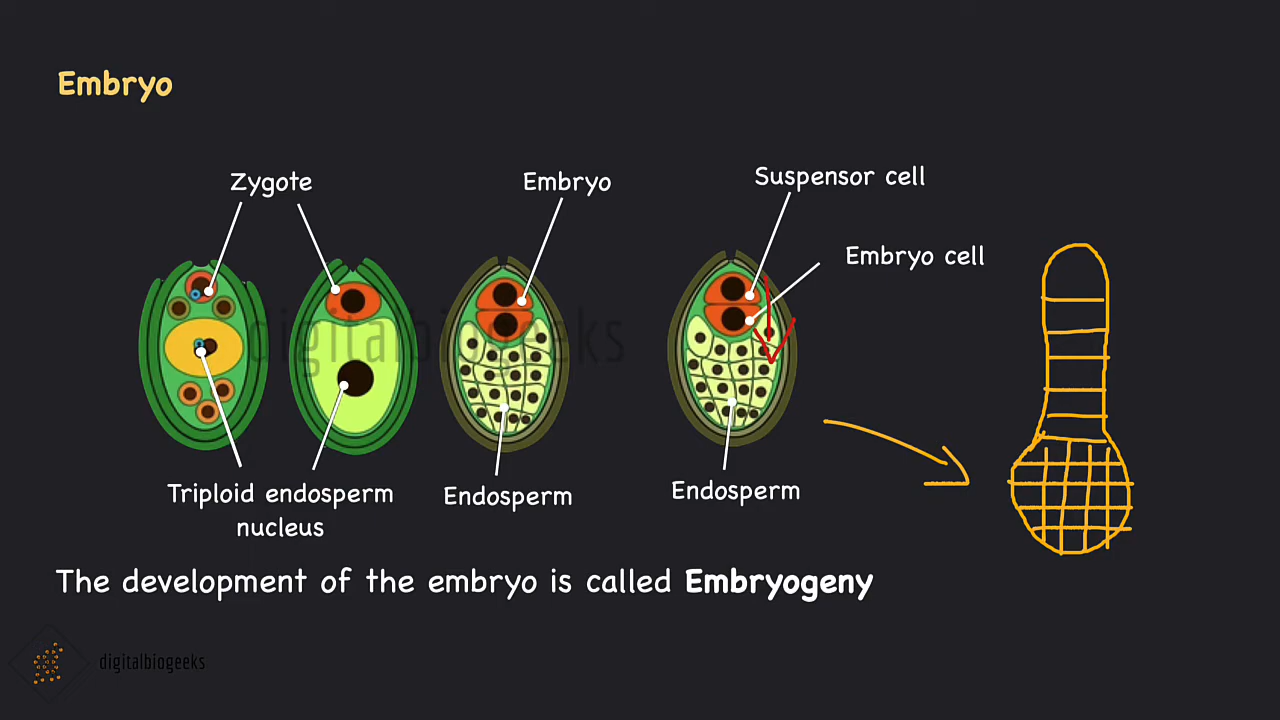 Embryo
Zygote
Embryo
Suspensor cell
Embryo cell
digitalbiogeeks
Triploid endosperm
nucleus
Endosperm
Endosperm
The development of the embryo is called Embryogeny
digitalbiogeeks